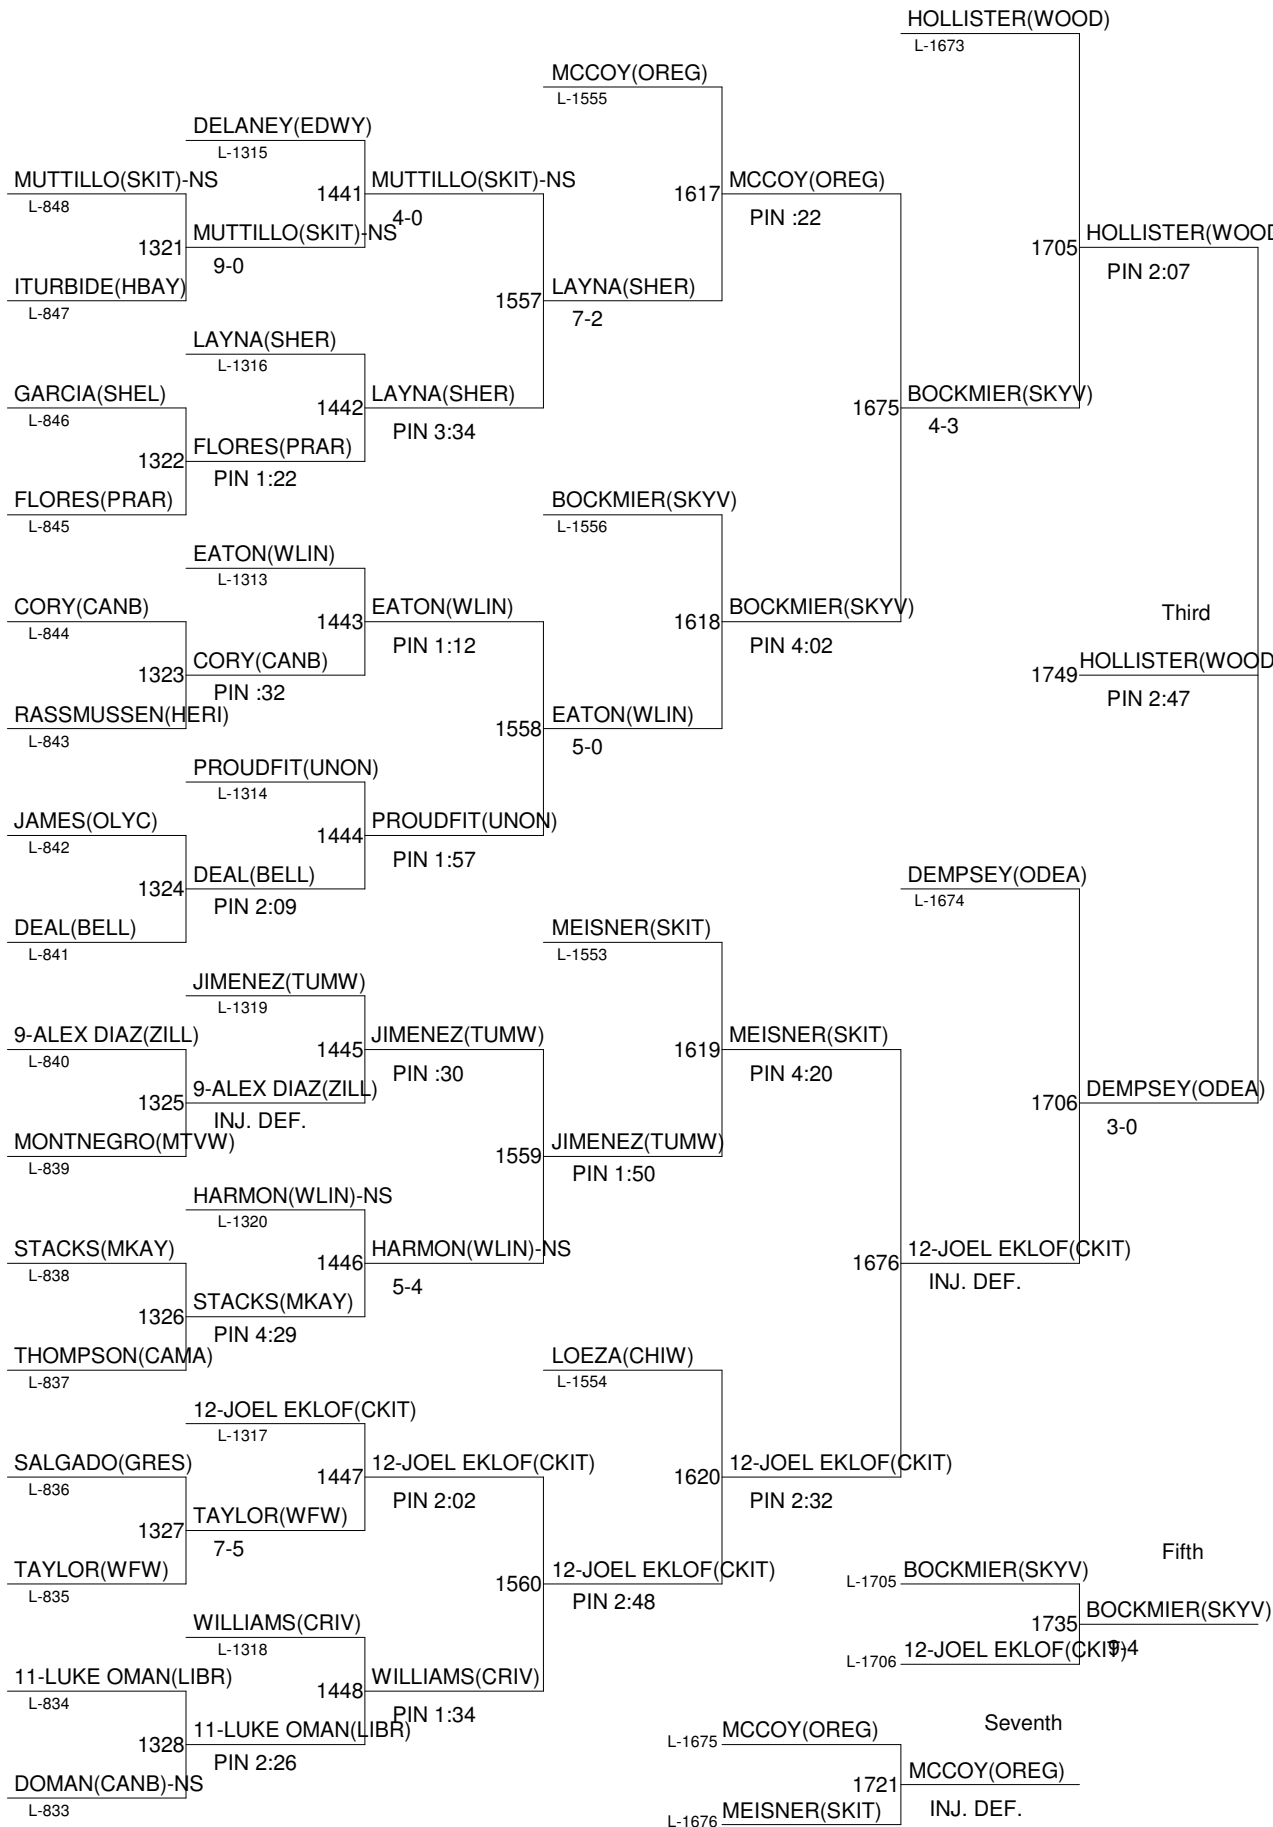 HOLLISTER(WOOD)
L-1673
MCCOY(OREG)
L-1555
DELANEY(EDWY)
L-1315
MUTTILLO(SKIT)-NS
L-848
1441
MUTTILLO(SKIT)-NS
4-0
1617
MCCOY(OREG)
PIN :22
1321
MUTTILLO(SKIT)-NS
9-0
1705
HOLLISTER(WOOD
PIN 2:07
ITURBIDE(HBAY)
L-847
1557
LAYNA(SHER)
7-2
LAYNA(SHER)
L-1316
GARCIA(SHEL)
L-846
1442
LAYNA(SHER)
PIN 3:34
1675
BOCKMIER(SKYV)
4-3
1322
FLORES(PRAR)
PIN 1:22
FLORES(PRAR)
L-845
BOCKMIER(SKYV)
L-1556
EATON(WLIN)
L-1313
CORY(CANB)
L-844
1443
EATON(WLIN)
PIN 1:12
1618
BOCKMIER(SKYV)
PIN 4:02
Third
1323
CORY(CANB)
PIN :32
1749
HOLLISTER(WOOD
PIN 2:47
RASSMUSSEN(HERI)
L-843
1558
EATON(WLIN)
5-0
PROUDFIT(UNON)
L-1314
JAMES(OLYC)
L-842
1444
PROUDFIT(UNON)
PIN 1:57
1324
DEAL(BELL)
PIN 2:09
DEMPSEY(ODEA)
L-1674
DEAL(BELL)
L-841
MEISNER(SKIT)
L-1553
JIMENEZ(TUMW)
L-1319
9-ALEX DIAZ(ZILL)
L-840
1445
JIMENEZ(TUMW)
PIN :30
1619
MEISNER(SKIT)
PIN 4:20
1325
9-ALEX DIAZ(ZILL)
INJ. DEF.
1706
DEMPSEY(ODEA)
3-0
MONTNEGRO(MTVW)
L-839
1559
JIMENEZ(TUMW)
PIN 1:50
HARMON(WLIN)-NS
L-1320
STACKS(MKAY)
L-838
1446
HARMON(WLIN)-NS
5-4
1676
12-JOEL EKLOF(CKIT)
INJ. DEF.
1326
STACKS(MKAY)
PIN 4:29
THOMPSON(CAMA)
L-837
LOEZA(CHIW)
L-1554
12-JOEL EKLOF(CKIT)
L-1317
SALGADO(GRES)
L-836
1447
12-JOEL EKLOF(CKIT)
PIN 2:02
1620
12-JOEL EKLOF(CKIT)
PIN 2:32
1327
TAYLOR(WFW)
7-5
Fifth
TAYLOR(WFW)
L-835
1560
12-JOEL EKLOF(CKIT)
PIN 2:48
L-1705
BOCKMIER(SKYV)
WILLIAMS(CRIV)
L-1318
1735
BOCKMIER(SKYV)
9-4
L-1706
12-JOEL EKLOF(CKIT)
11-LUKE OMAN(LIBR)
L-834
1448
WILLIAMS(CRIV)
PIN 1:34
1328
11-LUKE OMAN(LIBR)
PIN 2:26
Seventh
L-1675
MCCOY(OREG)
DOMAN(CANB)-NS
L-833
1721
MCCOY(OREG)
INJ. DEF.
L-1676
MEISNER(SKIT)